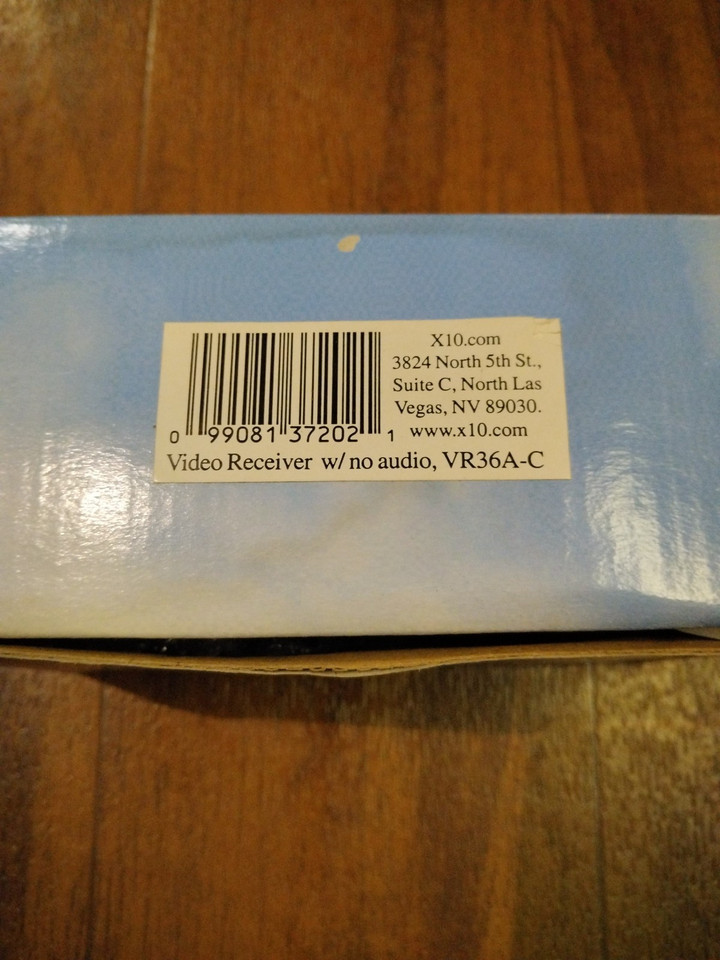 X10.com
3824 North 5th St.,
Suite C, North Las
Vegas, NV 89030.
www.x10.com
0 99081 37202 1
Video Receiver w/ no audio, VR36A-C